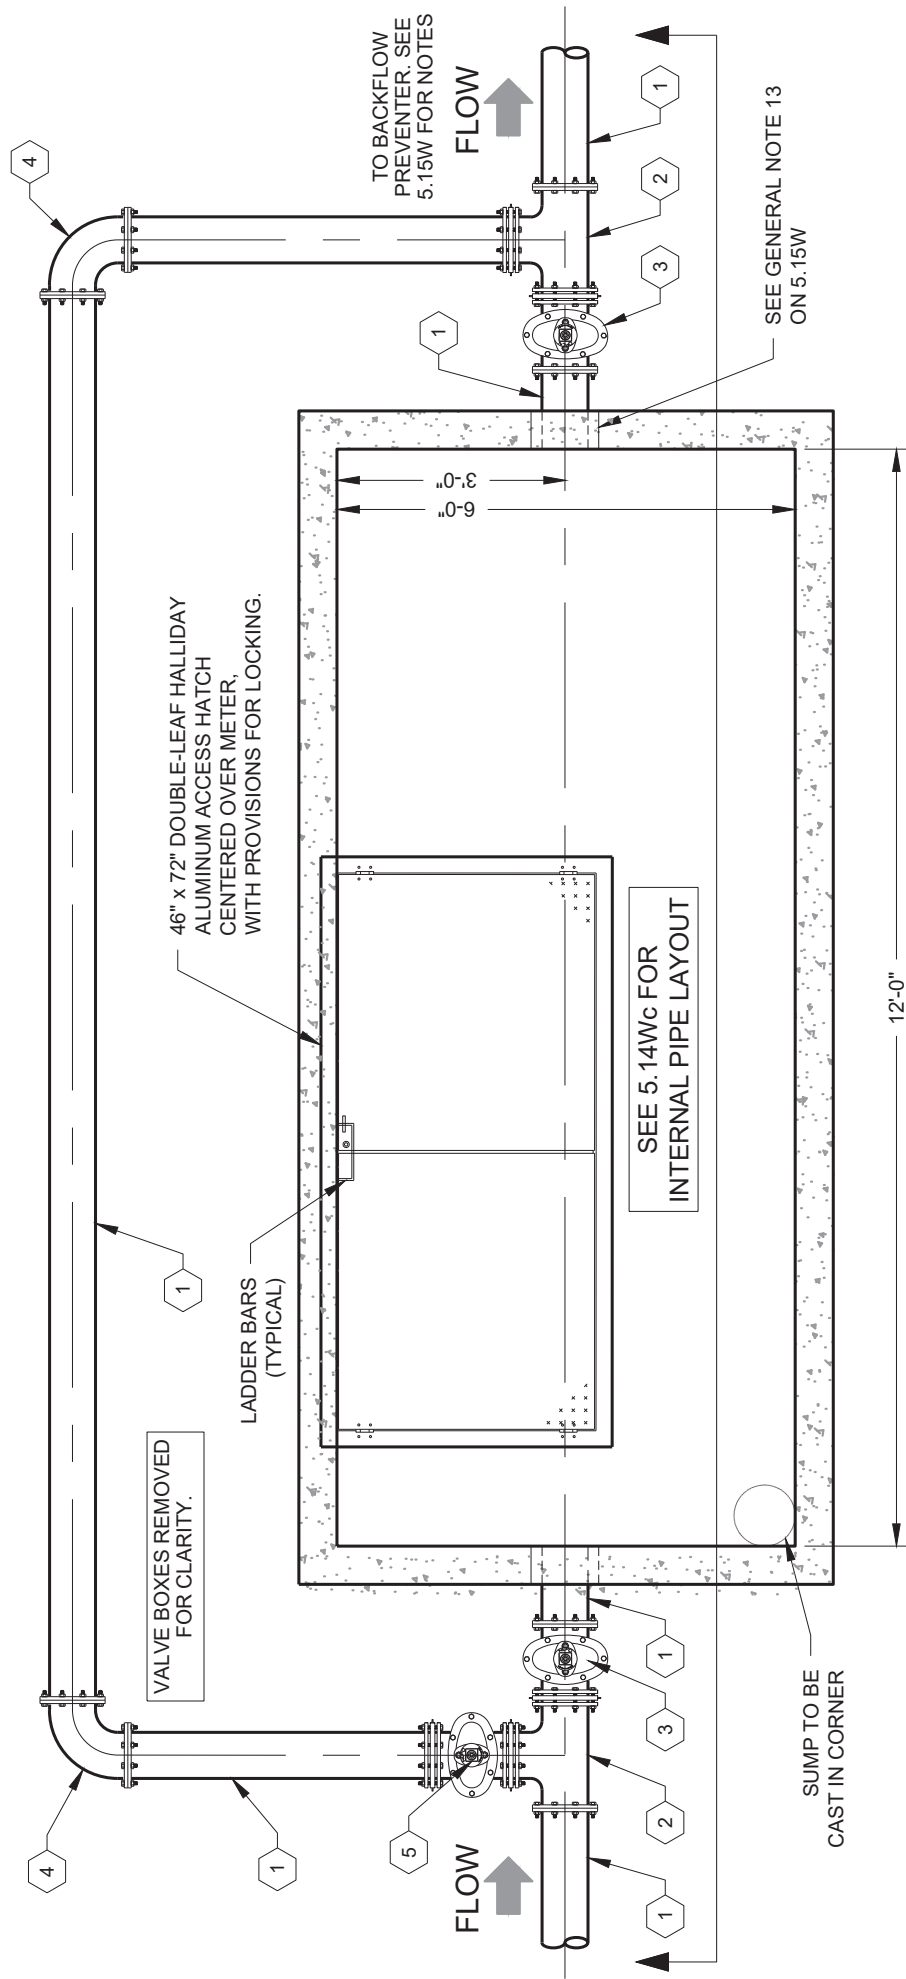 4
1
4
VALVE BOXES REMOVED
FOR CLARITY.
1
46" x 72" DOUBLE-LEAF HALLIDAY
ALUMINUM ACCESS HATCH
CENTERED OVER METER,
WITH PROVISIONS FOR LOCKING.
LADDER BARS
(TYPICAL)
TO BACKFLOW
PREVENTER. SEE
5.15W FOR NOTES
FLOW
5
FLOW
1
3'-0"
6-0"
SEE 5.14Wc FOR
INTERNAL PIPE LAYOUT
1
2
3
1
3
2
1
SEE GENERAL NOTE 13
ON 5.15W
SUMP TO BE
CAST IN CORNER
12'-0"